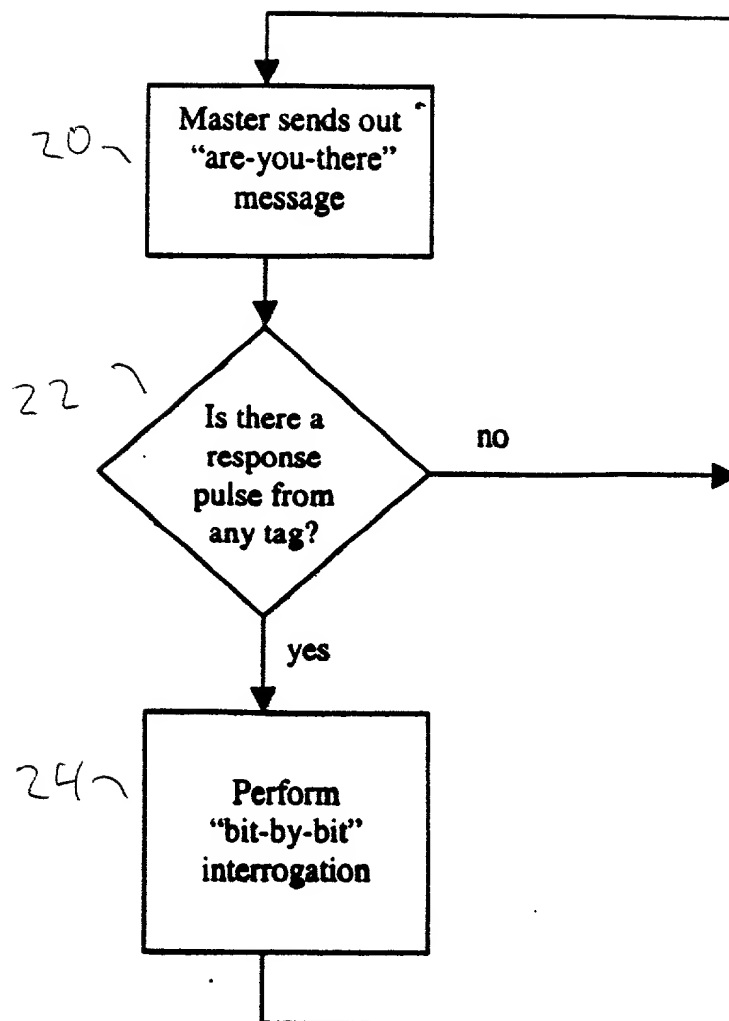 20
Master sends out
“are-you-there”
message
22
Is there a
response
pulse from
any tag?
no
yes
24
Perform
“bit-by-bit”
interrogation